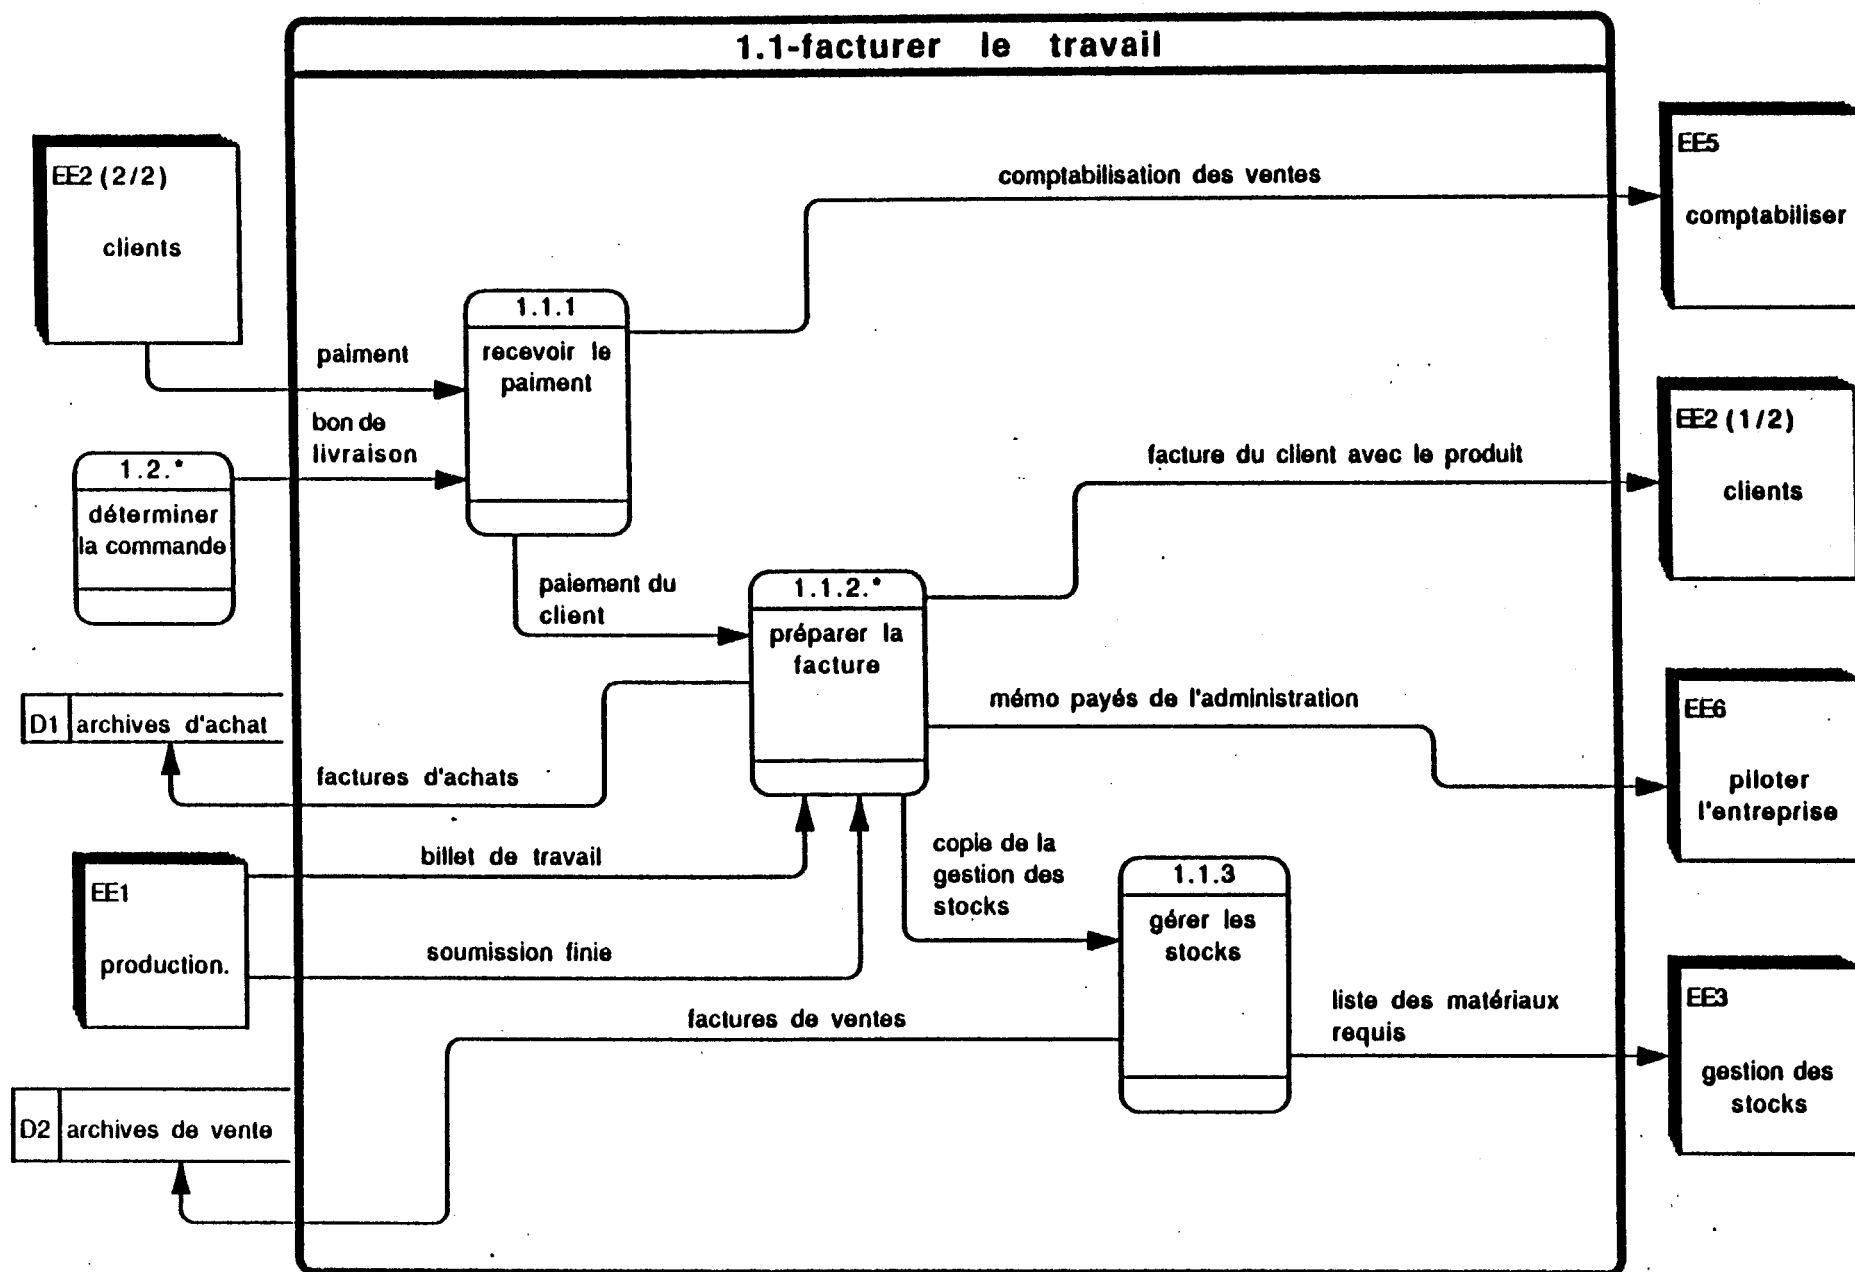 1.1-facturer le travail
EE2 (2/2)
clients
EE5
comptabiliser
comptabilisation des ventes
1.1.1
recevoir le
paiment
paiment
bon de
livraison
1.2.*
déterminer
la commande
EE2 (1/2)
clients
facture du client avec le produit
paiement du
client
1.1.2.*
préparer la
facture
D1 archives d'achat
factures d'achats
mémo payés de l'administration
EE6
piloter
l'entreprise
EE1
production.
billet de travail
soumission finie
copie de la
gestion des
stocks
1.1.3
gérer les
stocks
factures de ventes
liste des matériaux
requis
EE3
gestion des
stocks
D2 archives de vente